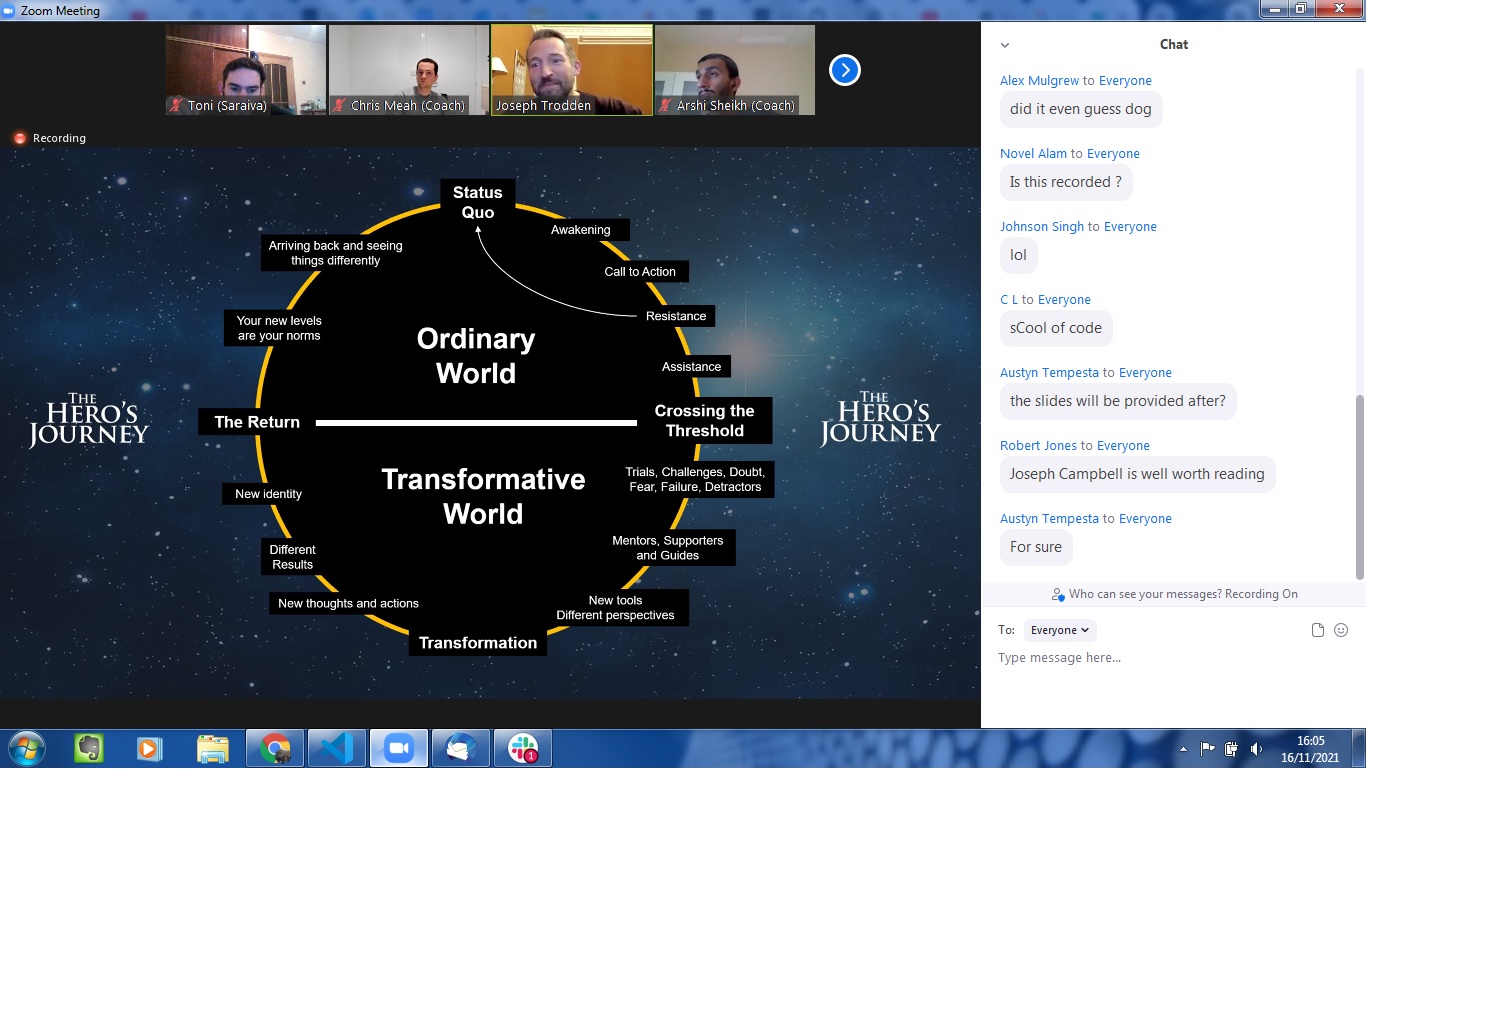 Zoom Meeting
Toni (Saraiva)
Chris Meah (Coach)
Joseph Trodden
Arshi Sheikh (Coach)
Recording
Status
Quo
Awakening
Call to Action
Resistance
Assistance
Crossing the
Threshold
Trials, Challenges, Doubt,
Fear, Failure, Detractors
Mentors, Supporters
and Guides
New tools
Different perspectives
Transformation
New thoughts and actions
Different
Results
New identity
The Return
Your new levels
are your norms
Arriving back and seeing
things differently
Ordinary
World
Transformative
World
THE
HERO'S
JOURNEY
THE
HERO'S
JOURNEY
Chat
Alex Mulgrew to Everyone
did it even guess dog
Novel Alam to Everyone
Is this recorded ?
Johnson Singh to Everyone
lol
C L to Everyone
sCool of code
Austyn Tempesta to Everyone
the slides will be provided after?
Robert Jones to Everyone
Joseph Campbell is well worth reading
Austyn Tempesta to Everyone
For sure
Who can see your messages? Recording On
To: Everyone
Type message here...
1
16:05
16/11/2021